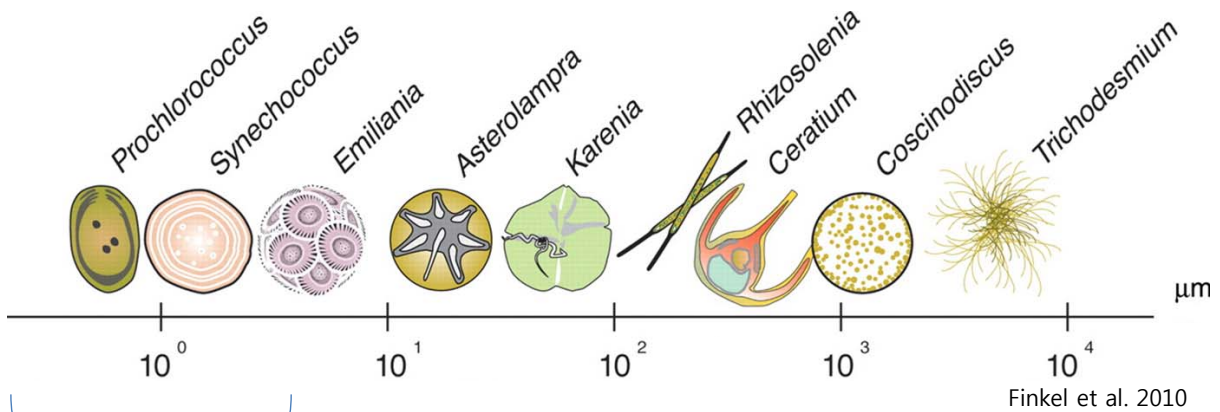 Prochlorococcus
Synechococcus
Emiliania
Asterolampra
Karenia
Rhizosolenia
Ceratium
Coscinodiscus
Trichodesmium
μm
10⁰ 10¹ 10² 10³ 10⁴
Finkel et al. 2010